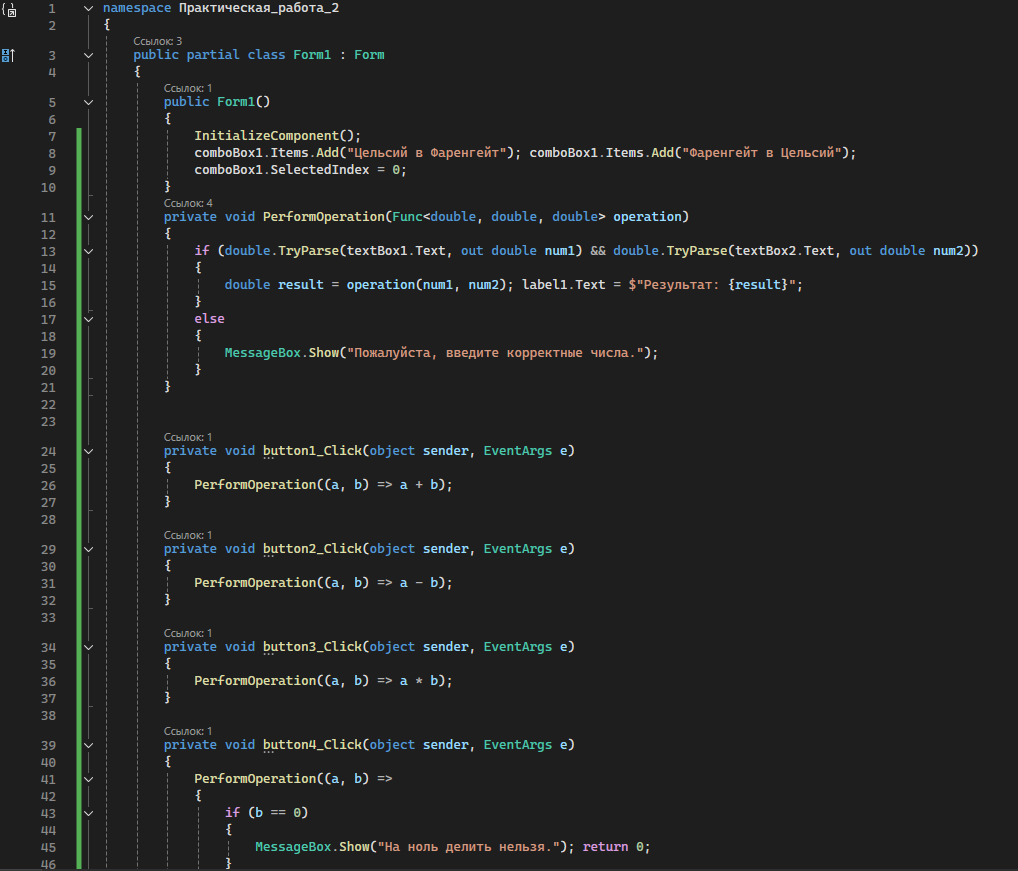 1 namespace Практическая_работа_2
2 {
Ссылок: 3
3 public partial class Form1 : Form
4 {
Ссылок: 1
5 public Form1()
6 {
7 InitializeComponent();
8 comboBox1.Items.Add("Цельсий в Фаренгейт"); comboBox1.Items.Add("Фаренгейт в Цельсий");
9 comboBox1.SelectedIndex = 0;
10 }
Ссылок: 4
11 private void PerformOperation(Func<double, double, double> operation)
12 {
13 if (double.TryParse(textBox1.Text, out double num1) && double.TryParse(textBox2.Text, out double num2))
14 {
15 double result = operation(num1, num2); label1.Text = $"Результат: {result}";
16 }
17 else
18 {
19 MessageBox.Show("Пожалуйста, введите корректные числа.");
20 }
21 }
22
23
Ссылок: 1
24 private void button1_Click(object sender, EventArgs e)
25 {
26 PerformOperation((a, b) => a + b);
27 }
28
Ссылок: 1
29 private void button2_Click(object sender, EventArgs e)
30 {
31 PerformOperation((a, b) => a - b);
32 }
33
Ссылок: 1
34 private void button3_Click(object sender, EventArgs e)
35 {
36 PerformOperation((a, b) => a * b);
37 }
38
Ссылок: 1
39 private void button4_Click(object sender, EventArgs e)
40 {
41 PerformOperation((a, b) =>
42 {
43 if (b == 0)
44 {
45 MessageBox.Show("На ноль делить нельзя."); return 0;
46 }